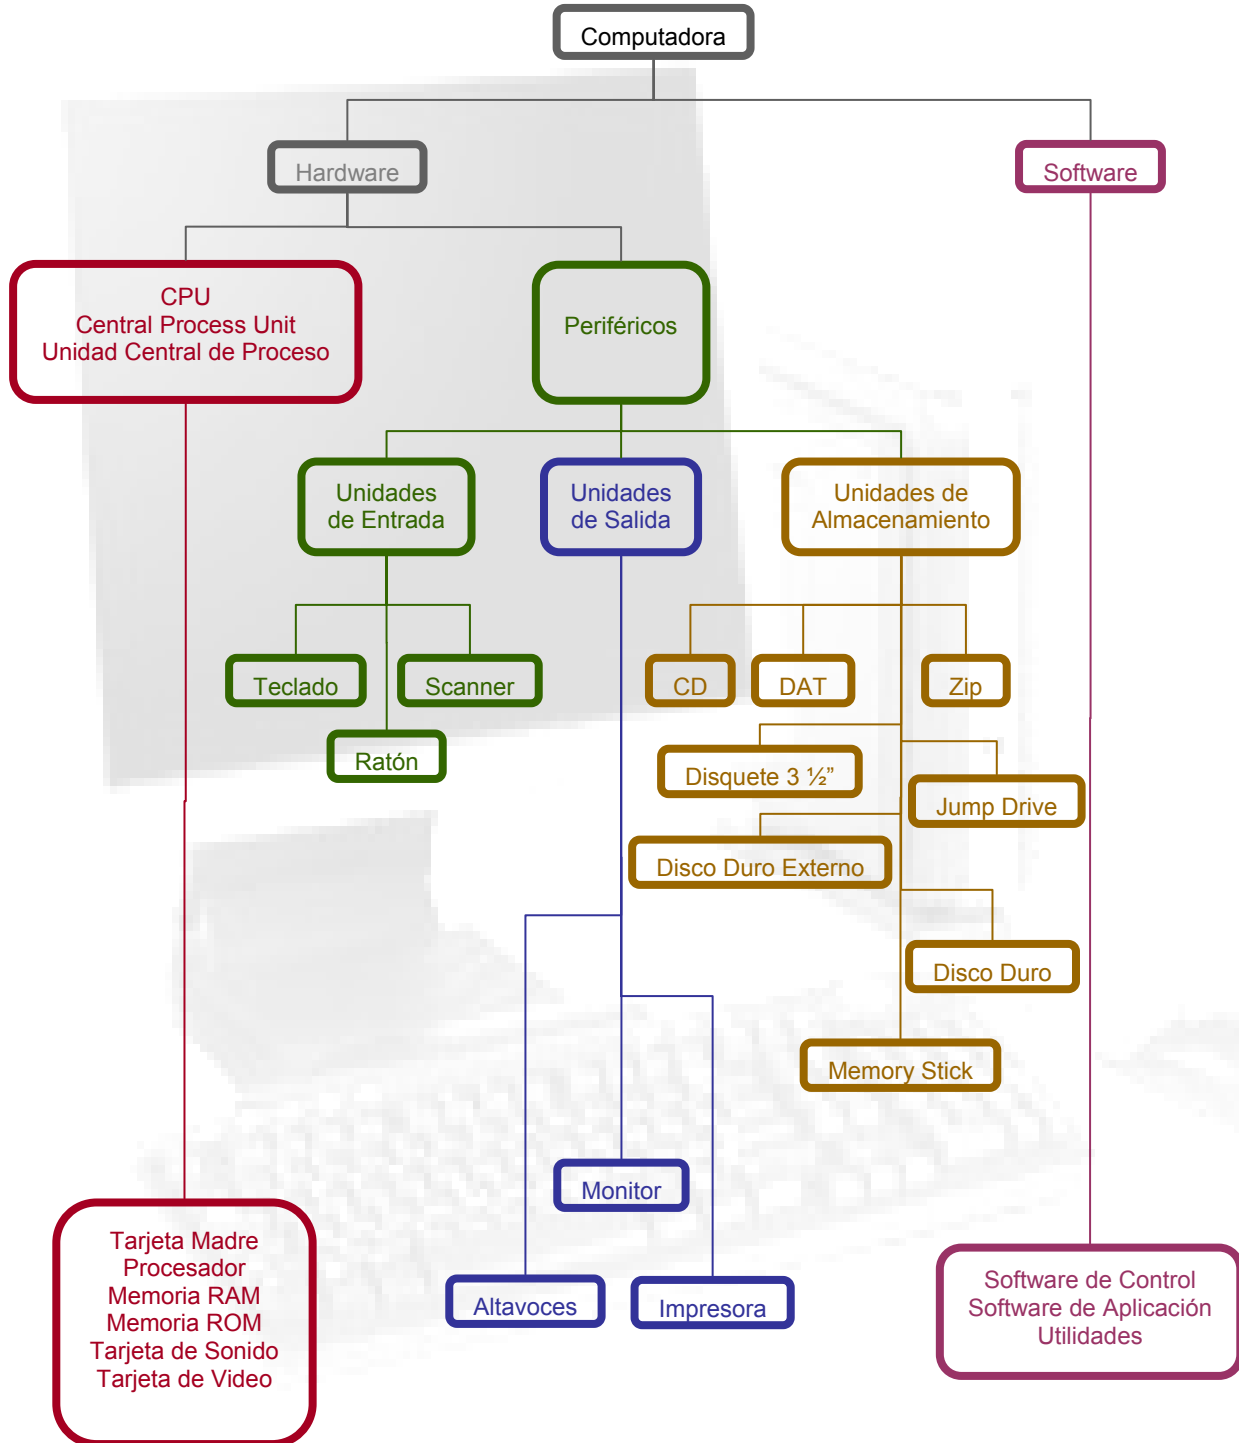 Computadora
Hardware
Software
CPU
Central Process Unit
Unidad Central de Proceso
Periféricos
Unidades
de Entrada
Unidades
de Salida
Unidades de
Almacenamiento
Teclado
Scanner
Ratón
CD
DAT
Zip
Disquete 3 ½”
Jump Drive
Disco Duro Externo
Disco Duro
Memory Stick
Monitor
Altavoces
Impresora
Tarjeta Madre
Procesador
Memoria RAM
Memoria ROM
Tarjeta de Sonido
Tarjeta de Video
Software de Control
Software de Aplicación
Utilidades